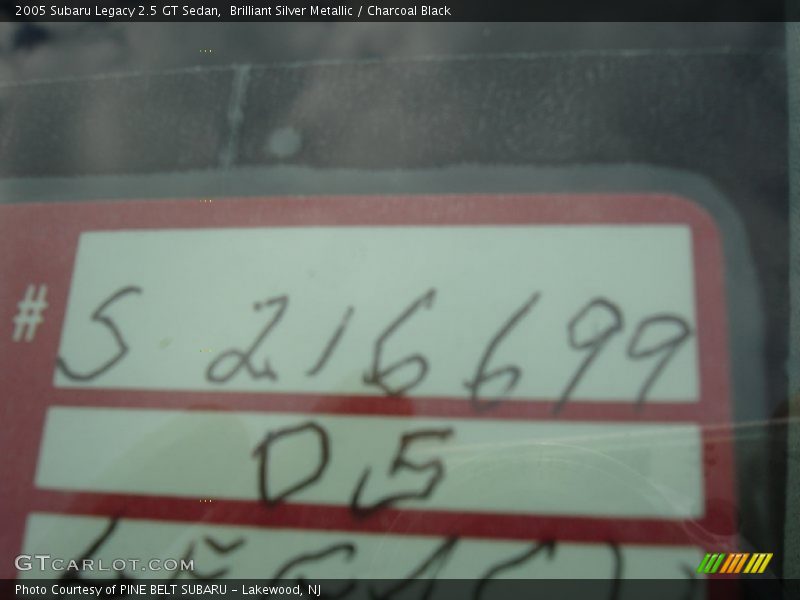 2005 Subaru Legacy 2.5 GT Sedan,  Brilliant Silver Metallic / Charcoal Black
# S 216699
05
GTCARLOT.COM
Photo Courtesy of PINE BELT SUBARU - Lakewood, NJ